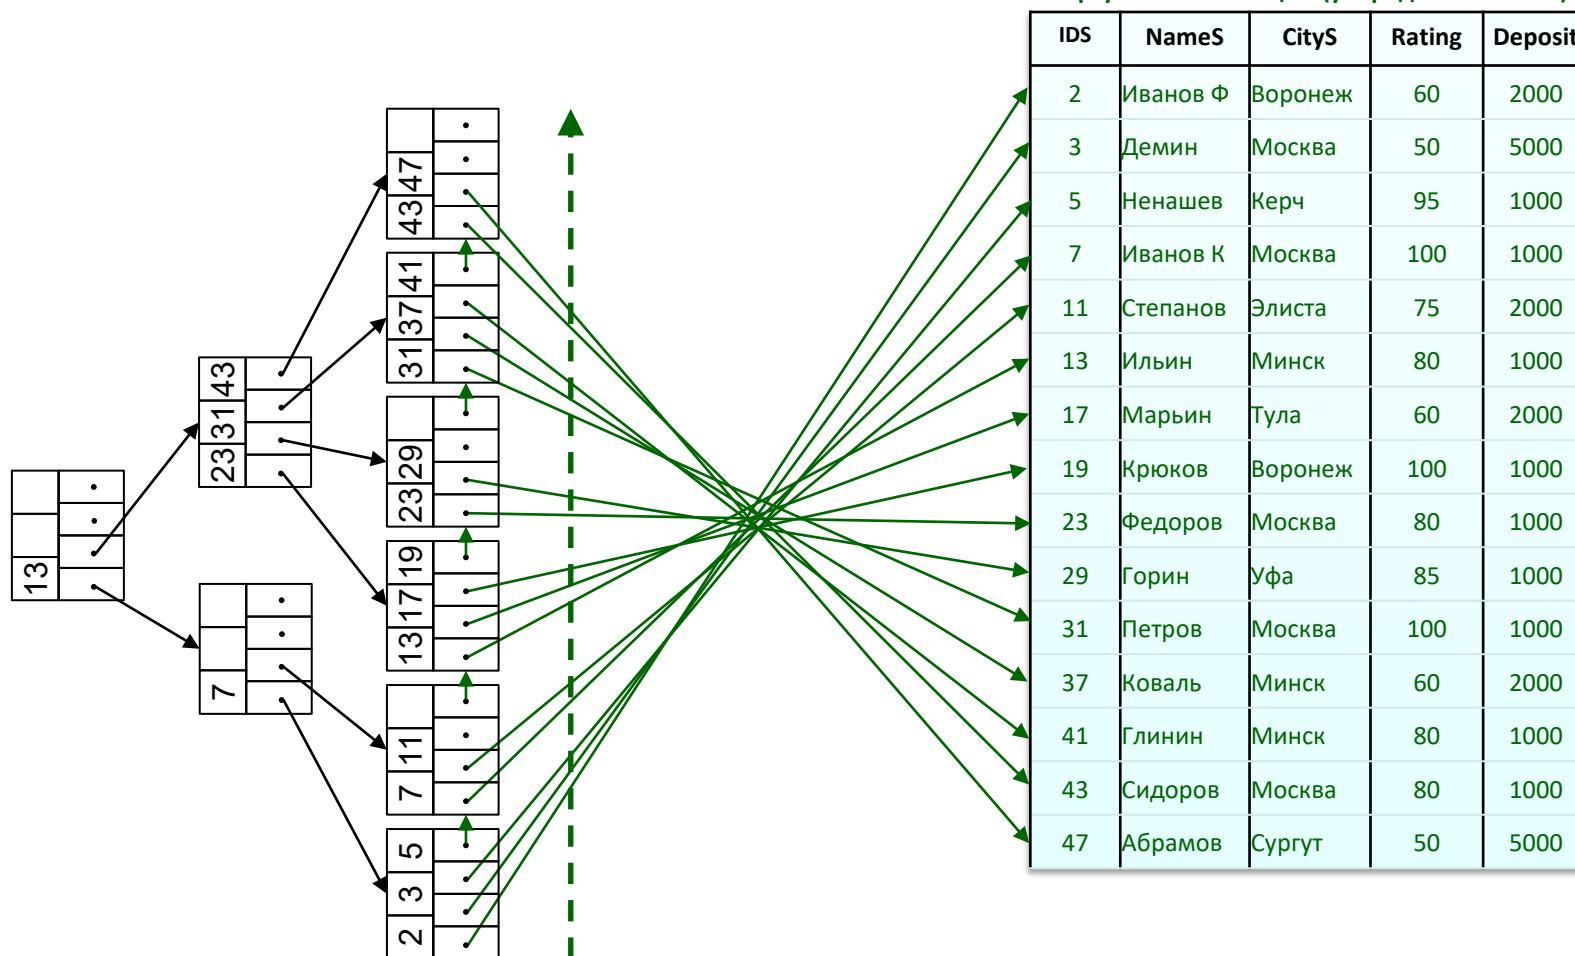 IDS NameS CityS Rating Deposit
2 Иванов Ф Воронеж 60 2000
3 Демин Москва 50 5000
5 Ненашев Керч 95 1000
7 Иванов К Москва 100 1000
11 Степанов Элиста 75 2000
13 Ильин Минск 80 1000
17 Марьин Тула 60 2000
19 Крюков Воронеж 100 1000
23 Федоров Москва 80 1000
29 Горин Уфа 85 1000
31 Петров Москва 100 1000
37 Коваль Минск 60 2000
41 Глинин Минск 80 1000
43 Сидоров Москва 80 1000
47 Абрамов Сургут 50 5000
13
23 31 43
7
43 47
31 37 41
23 29
13 17 19
7 11
2 3 5